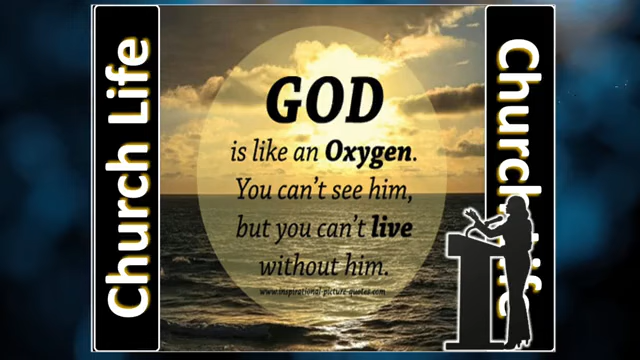 Church Life
GOD
is like an Oxygen.
You can't see him,
but you can't live
without him.
www.inspirational-picture-quotes.com
Church Life